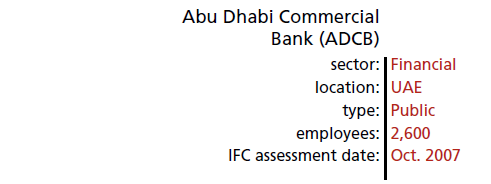 Abu Dhabi Commercial
Bank (ADCB)
sector: Financial
location: UAE
type: Public
employees: 2,600
IFC assessment date: Oct. 2007